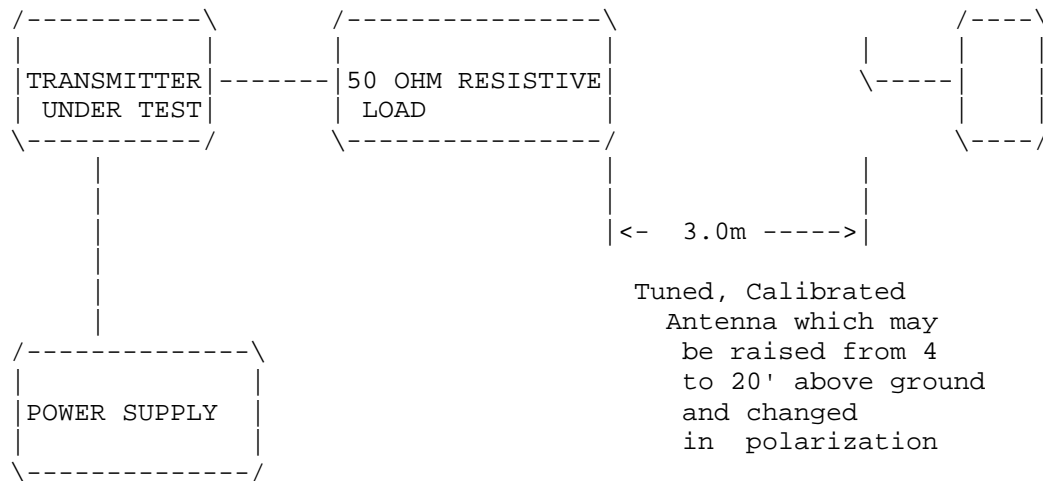 TRANSMITTER
UNDER TEST
50 OHM RESISTIVE
LOAD
<- 3.0m ----->
Tuned, Calibrated
Antenna which may
be raised from 4
to 20' above ground
and changed
in polarization
POWER SUPPLY